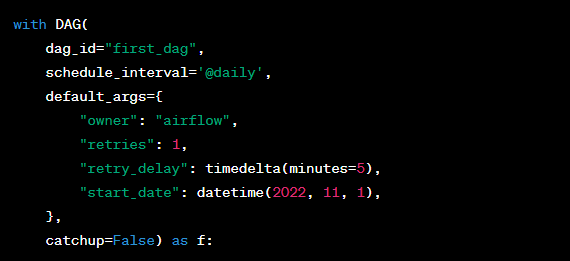 with DAG(
    dag_id="first_dag",
    schedule_interval='@daily',
    default_args={
        "owner": "airflow",
        "retries": 1,
        "retry_delay": timedelta(minutes=5),
        "start_date": datetime(2022, 11, 1),
    },
    catchup=False) as f: